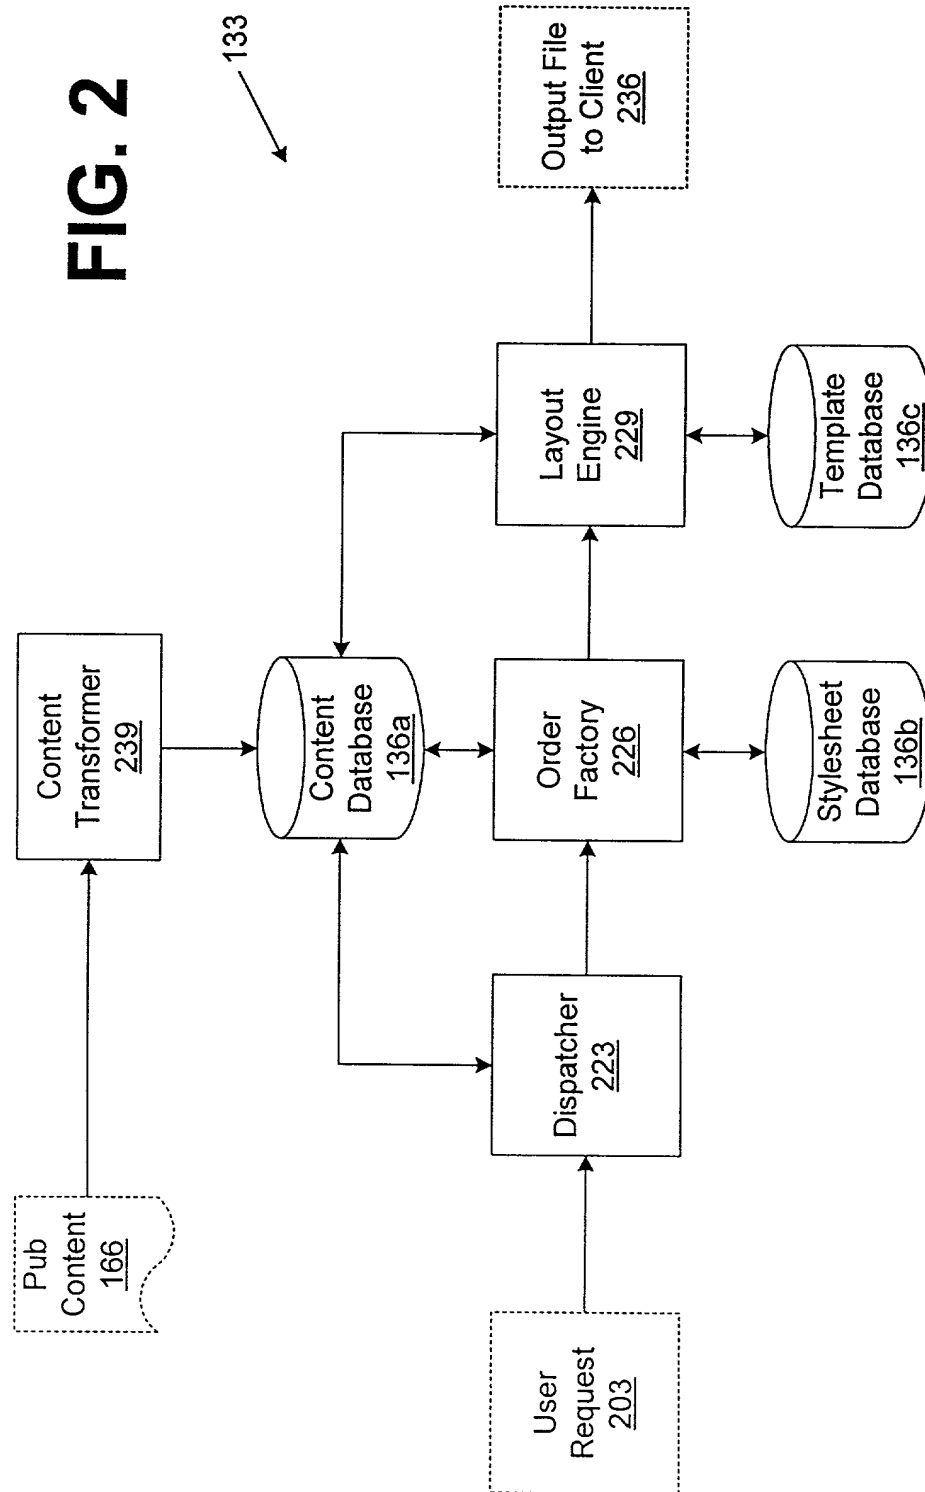 FIG. 2
133
Pub
Content
166
Content
Transformer
239
Content
Database
136a
User
Request
203
Dispatcher
223
Order
Factory
226
Layout
Engine
229
Output File
to Client
236
Stylesheet
Database
136b
Template
Database
136c